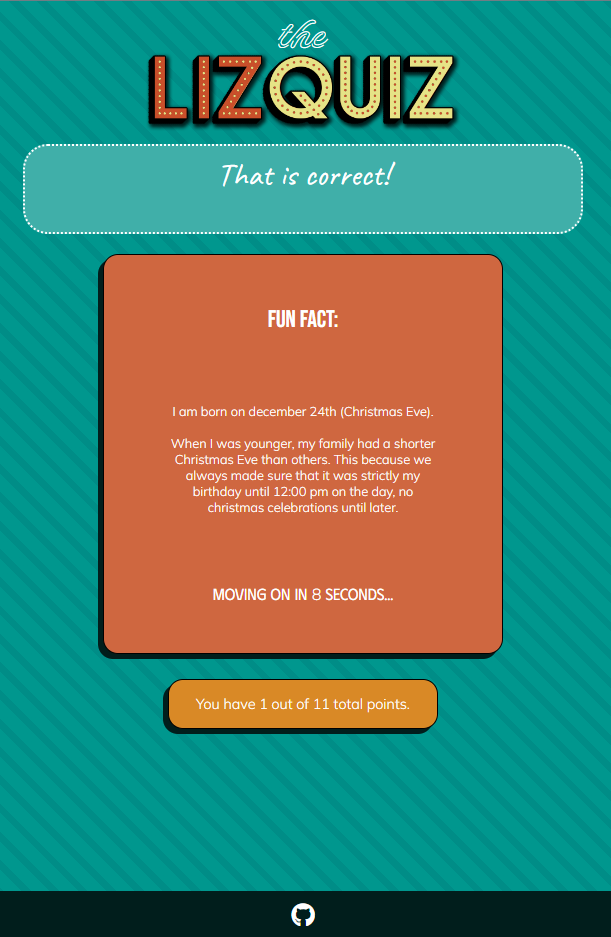 the
LIZQUIZ
That is correct!
FUN FACT:
I am born on december 24th (Christmas Eve).
When I was younger, my family had a shorter
Christmas Eve than others. This because we
always made sure that it was strictly my
birthday until 12:00 pm on the day, no
christmas celebrations until later.
MOVING ON IN 8 SECONDS...
You have 1 out of 11 total points.